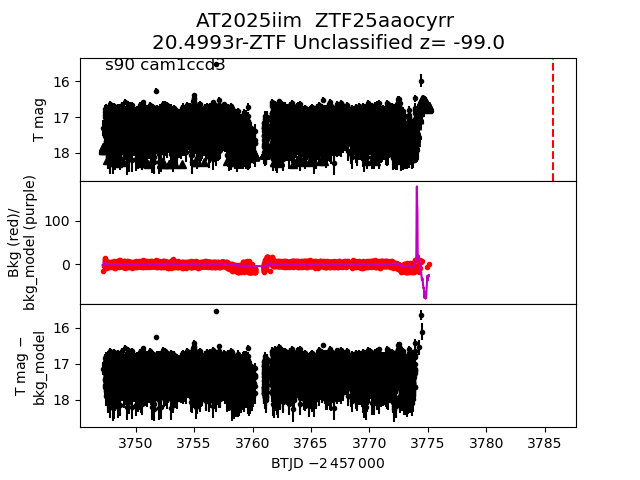 AT2025iim  ZTF25aaocyrr
20.4993r-ZTF Unclassified z= -99.0
s90 cam1ccd3
16
17
18
T mag
100
0
Bkg (red)/
bkg_model (purple)
16
17
18
T mag −
bkg_model
3750 3755 3760 3765 3770 3775 3780 3785
BTJD −2 457 000